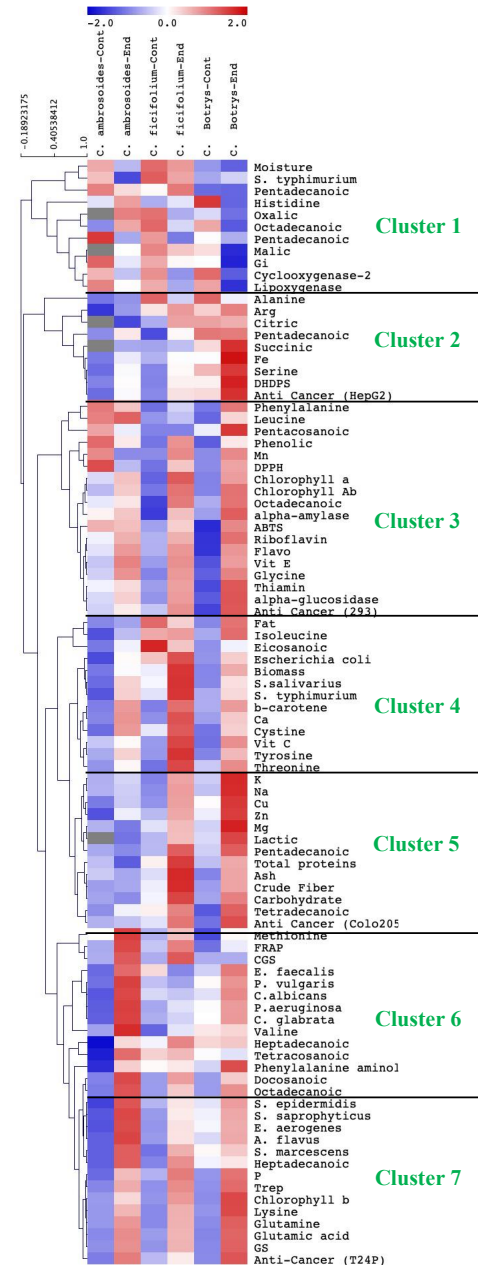 -2.0 0.0 2.0
-0.18923175
0.40538412
1.0
C. ambrosoides-Cont
C. ambrosoides-End
C. ficifolium-Cont
C. ficifolium-End
C. Botrys-Cont
C. Botrys-End
Moisture
S. typhimurium
Pentadecanoic
Histidine
Oxalic
Octadecanoic
Cluster 1
Pentadecanoic
Malic
Gi
Cyclooxygenase-2
Lipoxygenase
Alanine
Arg
Citric
Pentadecanoic
Cluster 2
Succinic
Fe
Serine
DHDPS
Anti Cancer (HepG2)
Phenylalanine
Leucine
Pentacosanoic
Phenolic
Mn
DPPH
Chlorophyll a
Chlorophyll Ab
Octadecanoic
alpha-amylase
Cluster 3
ABTS
Riboflavin
Flavo
Vit E
Glycine
Thiamin
alpha-glucosidase
Anti Cancer (293)
Fat
Isoleucine
Eicosanoic
Escherichia coli
Biomass
S.salivarius
S. typhimurium
Cluster 4
b-carotene
Ca
Cystine
Vit C
Tyrosine
Threonine
K
Na
Cu
Zn
Mg
Lactic
Cluster 5
Pentadecanoic
Total proteins
Ash
Crude Fiber
Carbohydrate
Tetradecanoic
Anti Cancer (Colo205
Methionine
FRAP
CGS
E. faecalis
P. vulgaris
C.albicans
P.aeruginosa
C. glabrata
Cluster 6
Valine
Heptadecanoic
Tetracosanoic
Phenylalanine aminol
Docosanoic
Octadecanoic
S. epidermidis
S. saprophyticus
E. aerogenes
A. flavus
S. marcescens
Heptadecanoic
P
Cluster 7
Trep
Chlorophyll b
Lysine
Glutamine
Glutamic acid
GS
Anti-Cancer (T24P)